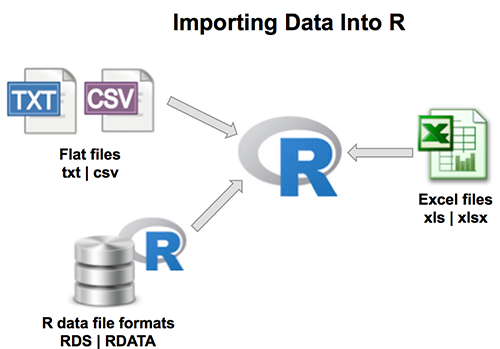 Importing Data Into R
TXT
CSV
Flat files
txt | csv
R
X
Excel files
xls | xlsx
R
R data file formats
RDS | RDATA